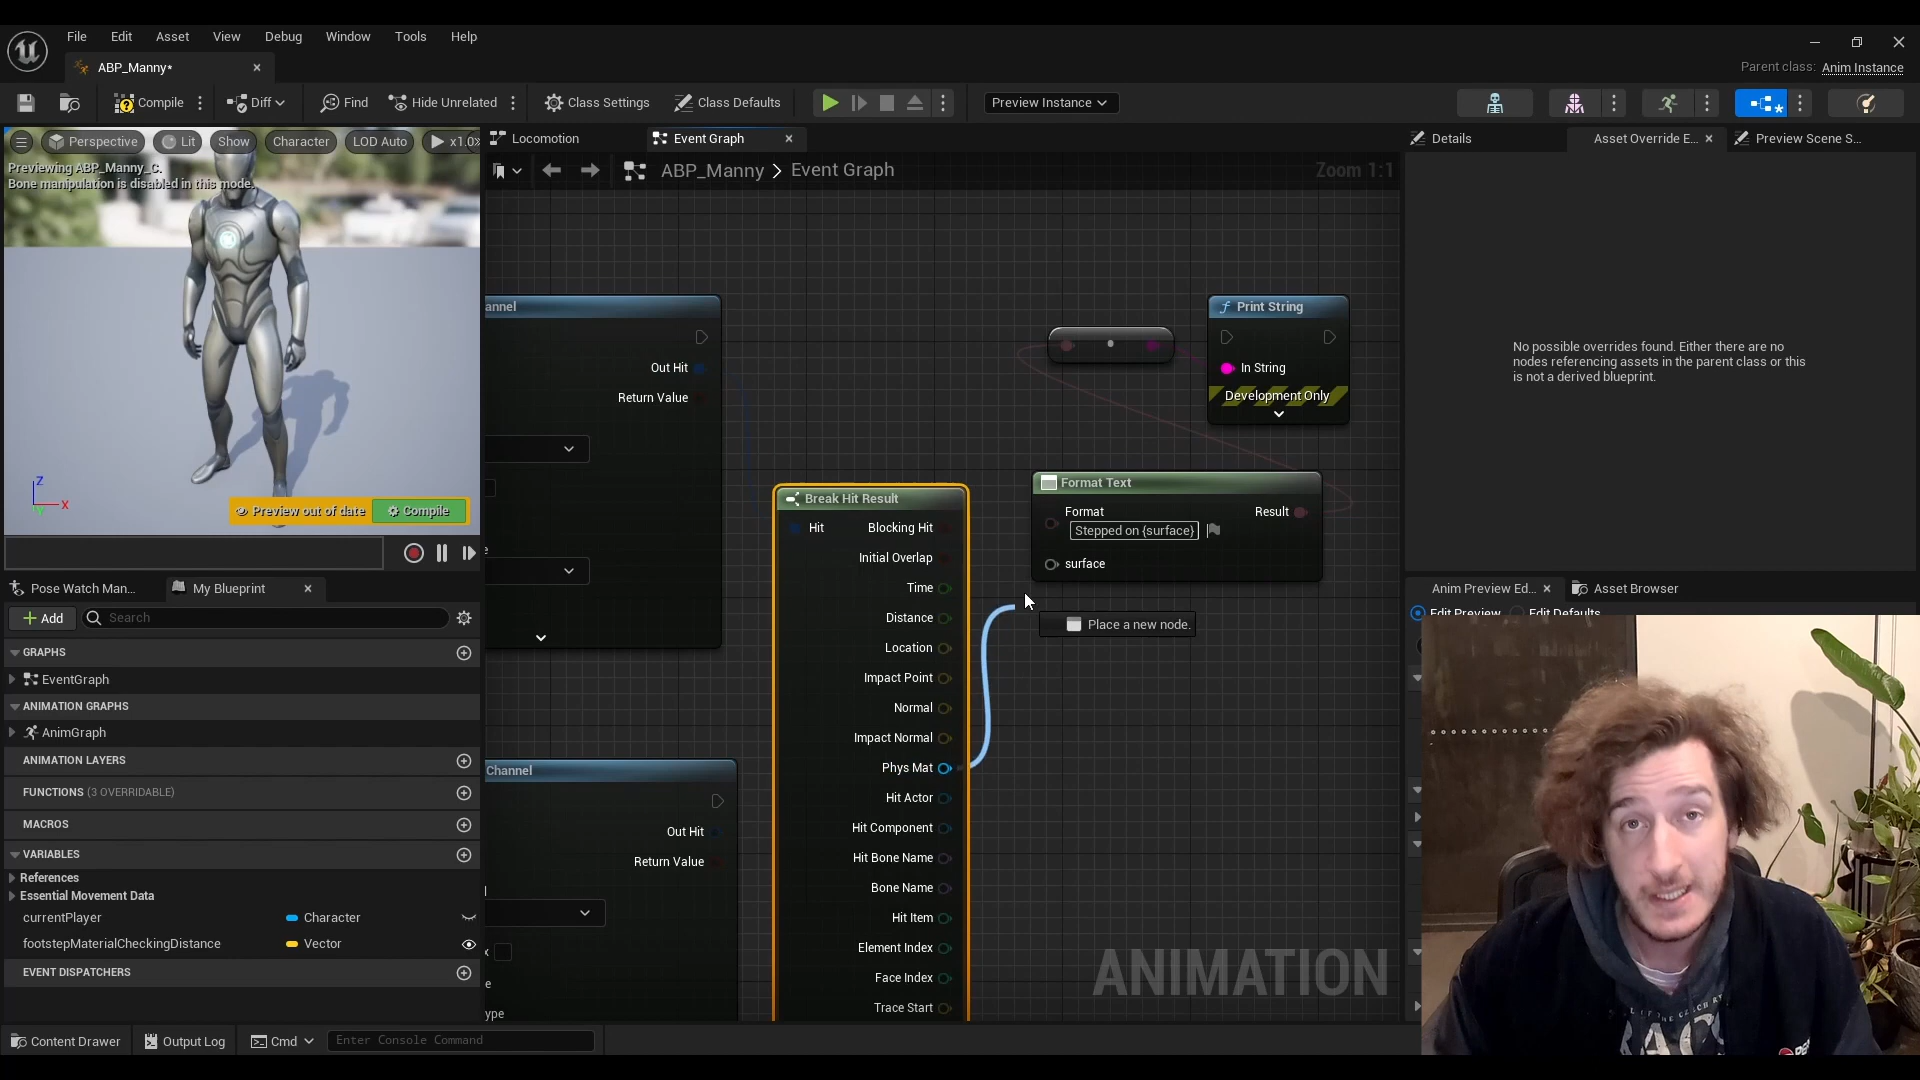 File Edit Asset View Debug Window Tools Help
ABP_Manny*
Parent class: Anim Instance
Compile Diff Find Hide Unrelated Class Settings Class Defaults Preview Instance
Perspective Lit Show Character LOD Auto x1.0
Previewing ABP_Manny_C.
Bone manipulation is disabled in this mode.
Z
X
Y
Preview out of date Compile
Pose Watch Man... My Blueprint
Add Search
GRAPHS
EventGraph
ANIMATION GRAPHS
AnimGraph
ANIMATION LAYERS
FUNCTIONS (3 OVERRIDABLE)
MACROS
VARIABLES
References
Essential Movement Data
currentPlayer Character
footstepMaterialCheckingDistance Vector
EVENT DISPATCHERS
Locomotion Event Graph
ABP_Manny > Event Graph Zoom 1:1
annel
Out Hit
Return Value
e
Channel
Out Hit
Return Value
x
e
ype
Break Hit Result
Hit Blocking Hit
Initial Overlap
Time
Distance
Location
Impact Point
Normal
Impact Normal
Phys Mat
Hit Actor
Hit Component
Hit Bone Name
Bone Name
Hit Item
Element Index
Face Index
Trace Start
Print String
In String
Development Only
Format Text
Format Result
Stepped on {surface}
surface
Place a new node.
ANIMATION
Details Asset Override E... Preview Scene S...
No possible overrides found. Either there are
nodes referencing assets in the parent class or this
is not a derived blueprint.
Anim Preview Ed... Asset Browser
Edit Preview Edit Defaults
Content Drawer Output Log Cmd Enter Console Command